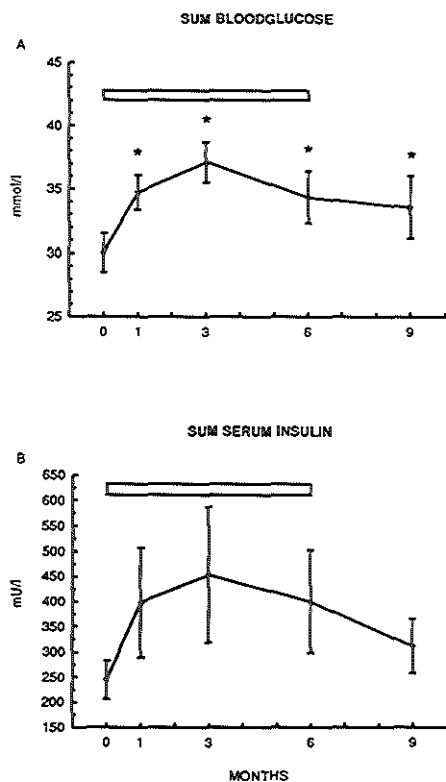 SUM BLOODGLUCOSE
A
45
40
35
30
25
mmol/l
* * * *
0 1 3 6 9
SUM SERUM INSULIN
B
650
600
550
500
450
400
350
300
250
200
150
mU/l
0 1 3 6 9
MONTHS